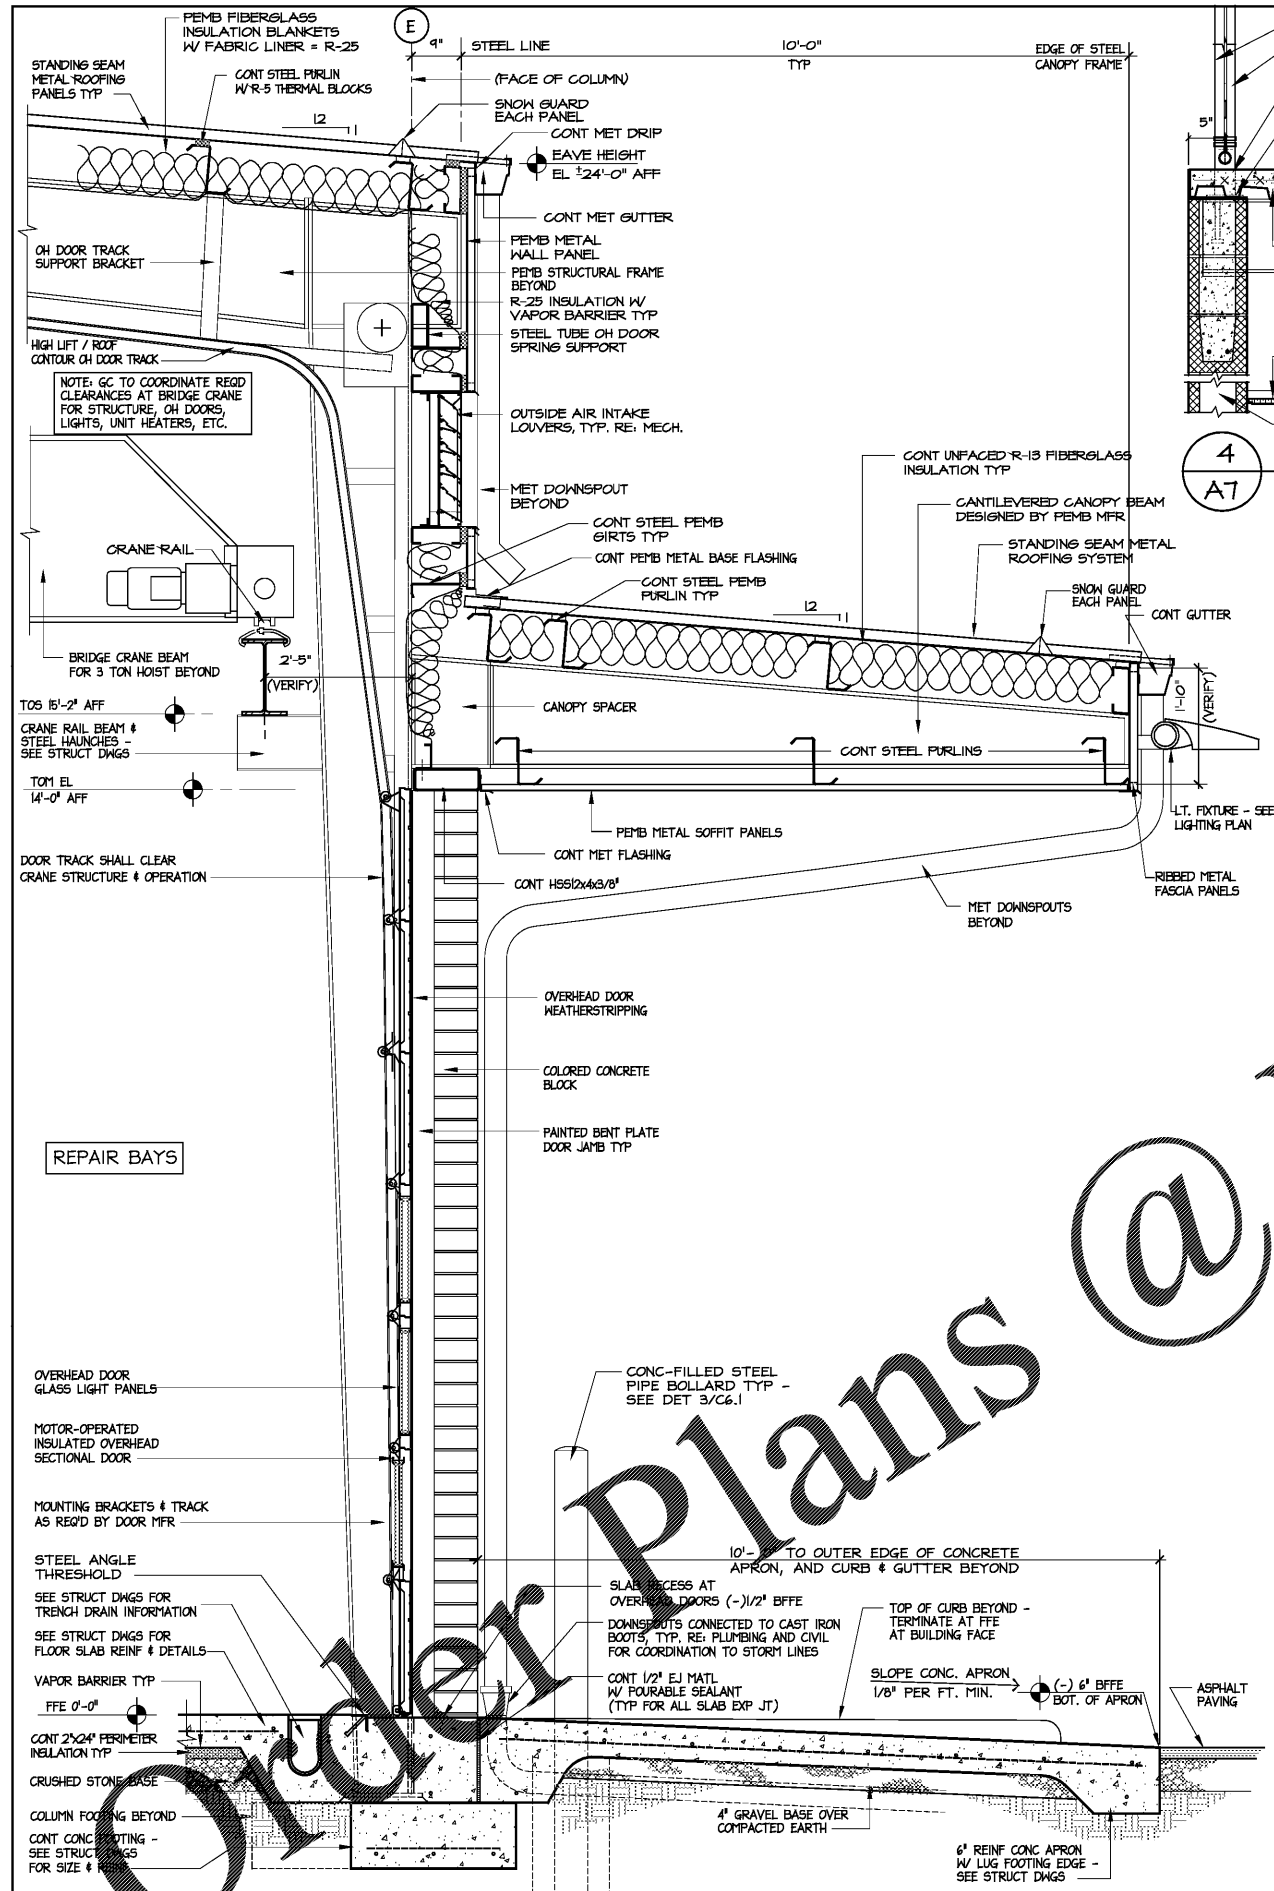 PEMB FIBERGLASS
INSULATION BLANKETS
W/ FABRIC LINER = R-25
E
9"
STEEL LINE
10'-0"
TYP
EDGE OF STEEL
CANOPY FRAME
STANDING SEAM
METAL ROOFING
PANELS TYP
CONT STEEL PURLIN
W/R-5 THERMAL BLOCKS
(FACE OF COLUMN)
SNOW GUARD
EACH PANEL
12
1
CONT MET DRIP
EAVE HEIGHT
EL ±24'-0" AFF
5"
CONT MET GUTTER
OH DOOR TRACK
SUPPORT BRACKET
PEMB METAL
WALL PANEL
PEMB STRUCTURAL FRAME
BEYOND
R-25 INSULATION W/
VAPOR BARRIER TYP
STEEL TUBE OH DOOR
SPRING SUPPORT
HIGH LIFT / ROOF
CONTOUR OH DOOR TRACK
NOTE: GC TO COORDINATE REQD
CLEARANCES AT BRIDGE CRANE
FOR STRUCTURE, OH DOORS,
LIGHTS, UNIT HEATERS, ETC.
OUTSIDE AIR INTAKE
LOUVERS, TYP. RE: MECH.
4
A7
CONT UNFACED R-13 FIBERGLASS
INSULATION TYP
MET DOWNSPOUT
BEYOND
CANTILEVERED CANOPY BEAM
DESIGNED BY PEMB MFR
CONT STEEL PEMB
GIRTS TYP
STANDING SEAM METAL
ROOFING SYSTEM
CRANE RAIL
CONT PEMB METAL BASE FLASHING
CONT STEEL PEMB
PURLIN TYP
SNOW GUARD
EACH PANEL
12
1
CONT GUTTER
BRIDGE CRANE BEAM
FOR 3 TON HOIST BEYOND
2'-5"
(VERIFY)
1'-10"
(VERIFY)
TOS 15'-2" AFF
CANOPY SPACER
CRANE RAIL BEAM &
STEEL HAUNCHES -
SEE STRUCT DWGS
CONT STEEL PURLINS
TOM EL
14'-0" AFF
LT. FIXTURE - SEE
LIGHTING PLAN
PEMB METAL SOFFIT PANELS
CONT MET FLASHING
DOOR TRACK SHALL CLEAR
CRANE STRUCTURE & OPERATION
CONT HSS12x4x3/8"
RIBBED METAL
FASCIA PANELS
MET DOWNSPOUTS
BEYOND
OVERHEAD DOOR
WEATHERSTRIPPING
COLORED CONCRETE
BLOCK
PAINTED BENT PLATE
DOOR JAMB TYP
REPAIR BAYS
OVERHEAD DOOR
GLASS LIGHT PANELS
CONC-FILLED STEEL
PIPE BOLLARD TYP -
SEE DET 3/C6.1
MOTOR-OPERATED
INSULATED OVERHEAD
SECTIONAL DOOR
MOUNTING BRACKETS & TRACK
AS REQ'D BY DOOR MFR
10'- TO OUTER EDGE OF CONCRETE
APRON, AND CURB & GUTTER BEYOND
STEEL ANGLE
THRESHOLD
SLAB RECESS AT
OVERHEAD DOORS (-)1/2" BFFE
SEE STRUCT DWGS FOR
TRENCH DRAIN INFORMATION
DOWNSPOUTS CONNECTED TO CAST IRON
BOOTS, TYP. RE: PLUMBING AND CIVIL
FOR COORDINATION TO STORM LINES
TOP OF CURB BEYOND -
TERMINATE AT FFE
AT BUILDING FACE
SEE STRUCT DWGS FOR
FLOOR SLAB REINF & DETAILS
VAPOR BARRIER TYP
CONT 1/2" EJ MATL
W/ POURABLE SEALANT
(TYP FOR ALL SLAB EXP JT)
SLOPE CONC. APRON
1/8" PER FT. MIN.
(-) 6" BFFE
BOT. OF APRON
ASPHALT
PAVING
FFE 0'-0"
CONT 2"x24" PERIMETER
INSULATION TYP
CRUSHED STONE BASE
COLUMN FOOTING BEYOND
4" GRAVEL BASE OVER
COMPACTED EARTH
CONT CONC FOOTING -
SEE STRUCT DWGS
FOR SIZE & REINF
6" REINF CONC APRON
W/ LUG FOOTING EDGE -
SEE STRUCT DWGS
Order Plans @